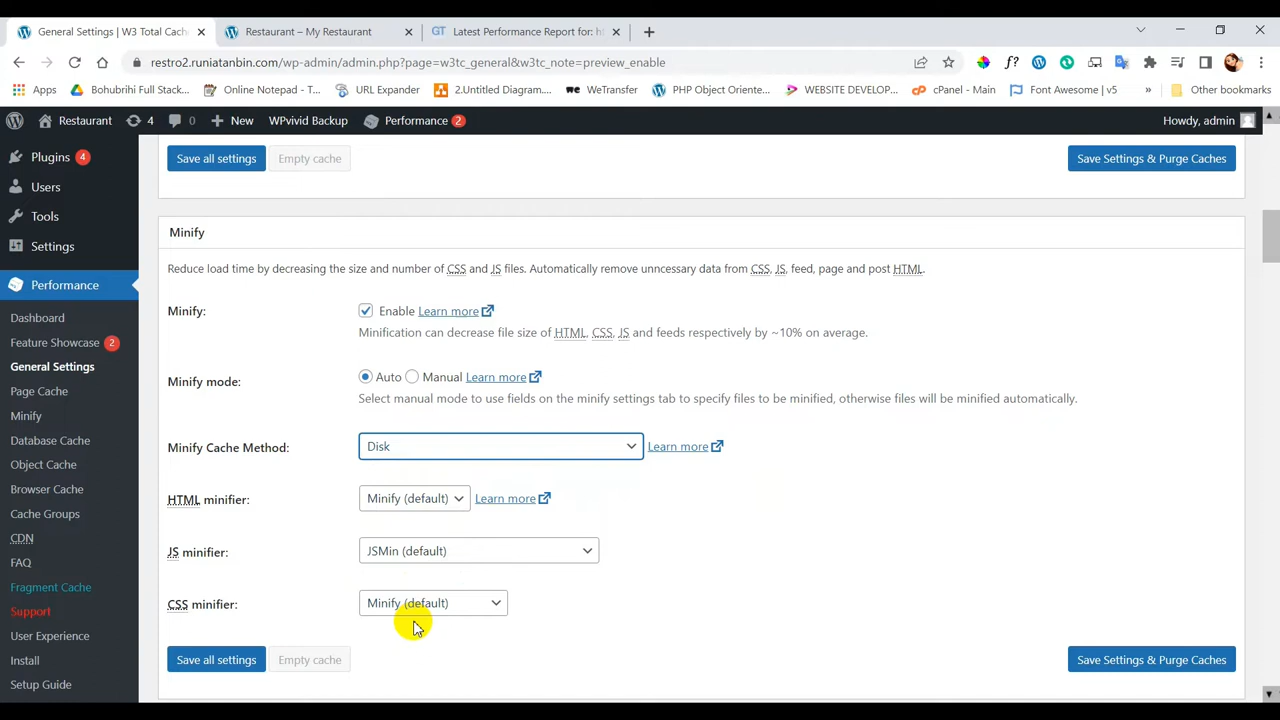 General Settings | W3 Total Cach
Restaurant – My Restaurant
GT
Latest Performance Report for: h
restro2.runiatanbin.com/wp-admin/admin.php?page=w3tc_general&w3tc_note=preview_enable
Apps
Bohubrihi Full Stack...
Online Notepad - T...
URL Expander
2.Untitled Diagram....
WeTransfer
PHP Object Oriente...
WEBSITE DEVELOP...
cPanel - Main
Font Awesome | v5
»
Other bookmarks
Restaurant
4
0
New
WPvivid Backup
Performance 2
Howdy, admin
Plugins 4
Users
Tools
Settings
Performance
Dashboard
Feature Showcase 2
General Settings
Page Cache
Minify
Database Cache
Object Cache
Browser Cache
Cache Groups
CDN
FAQ
Fragment Cache
Support
User Experience
Install
Setup Guide
Save all settings
Empty cache
Save Settings & Purge Caches
Minify
Reduce load time by decreasing the size and number of CSS and JS files. Automatically remove unncessary data from CSS, JS, feed, page and post HTML.
Minify:
Enable Learn more
Minification can decrease file size of HTML, CSS, JS and feeds respectively by ~10% on average.
Minify mode:
Auto Manual Learn more
Select manual mode to use fields on the minify settings tab to specify files to be minified, otherwise files will be minified automatically.
Minify Cache Method:
Disk
Learn more
HTML minifier:
Minify (default)
Learn more
JS minifier:
JSMin (default)
CSS minifier:
Minify (default)
Save all settings
Empty cache
Save Settings & Purge Caches